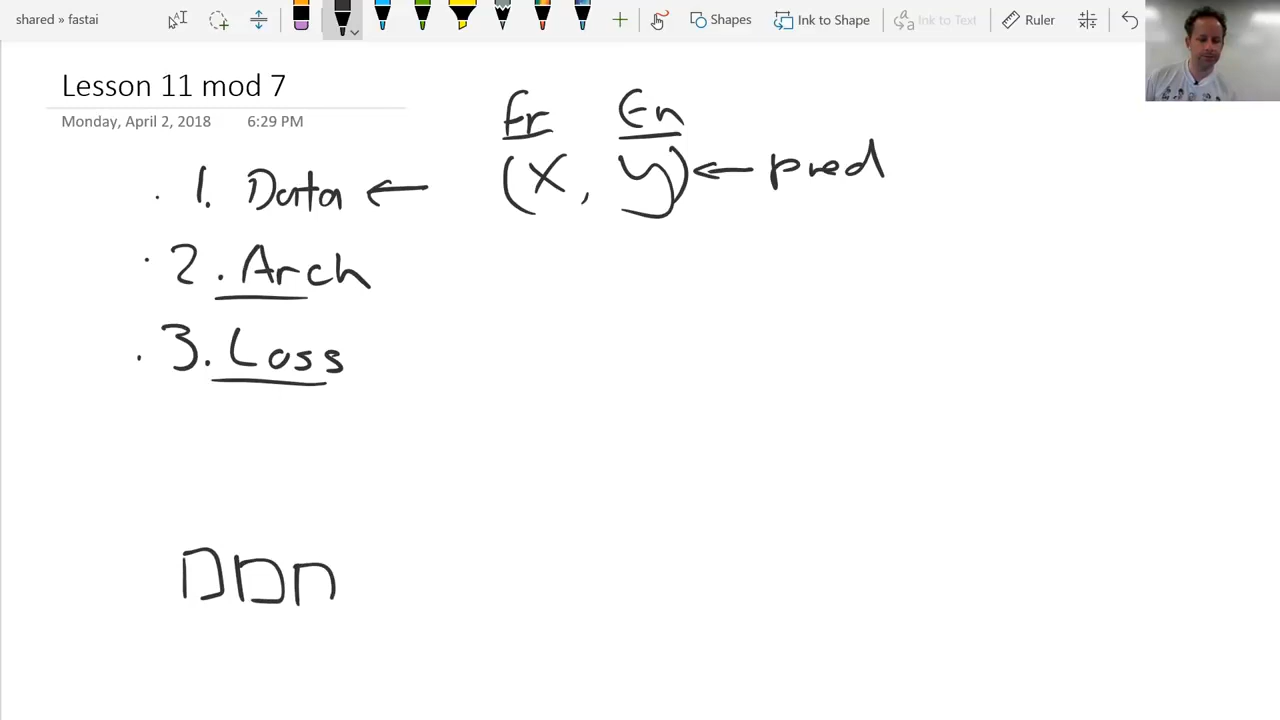 shared » fastai
Shapes
Ink to Shape
Ink to Text
Ruler
Lesson 11 mod 7
Monday, April 2, 2018 6:29 PM
Fr En
1. Data ← (x, y) ← pred
2. Arch
3. Loss